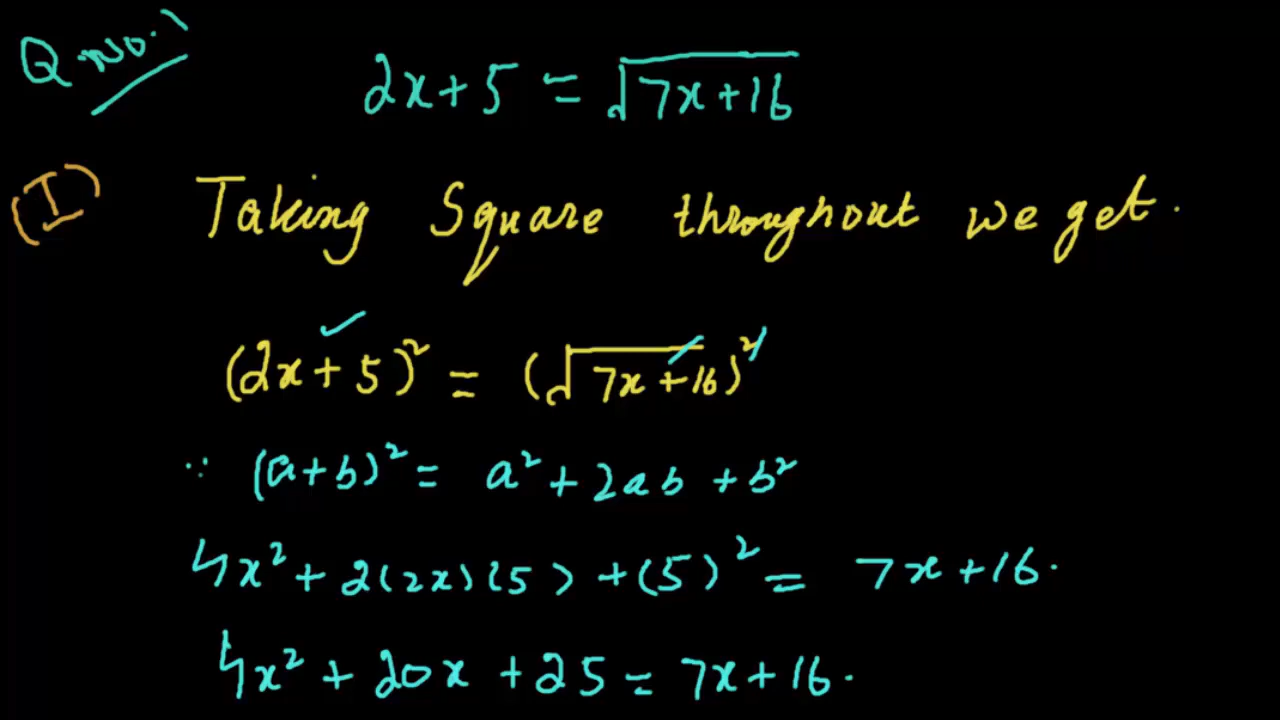 Q No. 1
2x+5 = √7x+16
(I) Taking Square throughout we get.
(2x+5)² = (√7x+16)²
∵ (a+b)² = a² + 2ab + b²
4x² + 2(2x)(5) + (5)² = 7x+16.
4x² + 20x + 25 = 7x+16.